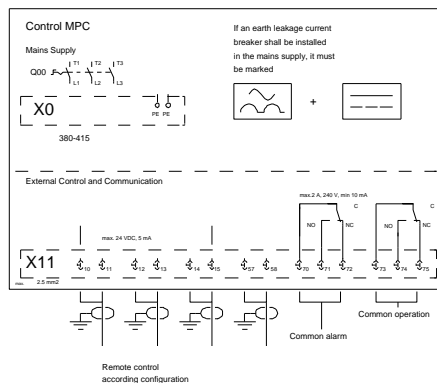 Control MPC
Mains Supply
T1 T2 T3
Q00
L1 L2 L3
X0
PE PE
380-415
If an earth leakage current
breaker shall be installed
in the mains supply, it must
be marked
+
External Control and Communication
max. 24 VDC, 5 mA
max.2 A, 240 V, min 10 mA
C C
NO NC NO NC
X11
10 11 12 13 14 15 57 58 70 71 72 73 74 75
max. 2.5 mm2
Common operation
Common alarm
Remote control
according configuration